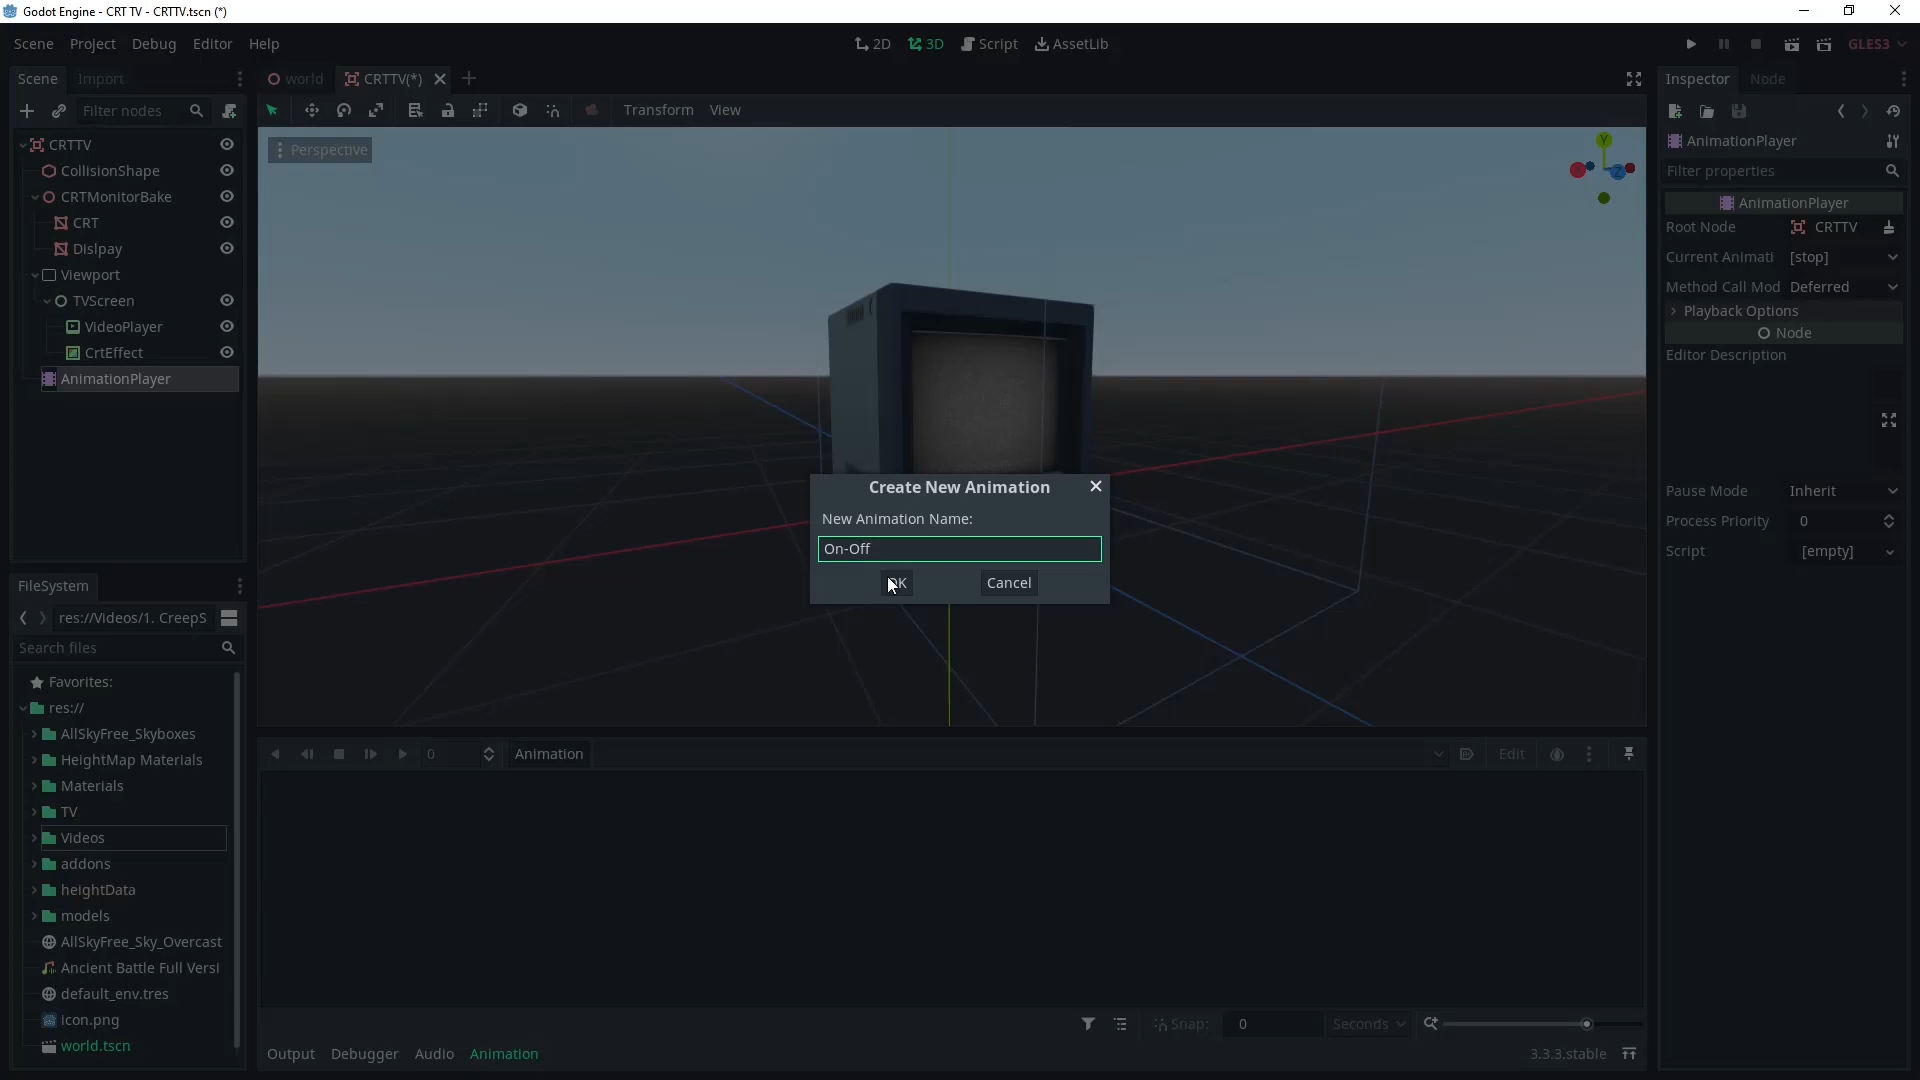 Godot Engine - CRT TV - CRTTV.tscn (*)
Scene Project Debug Editor Help
2D 3D Script AssetLib
GLES3
Scene Import
world CRTTV(*)
Inspector Node
Filter nodes
Transform View
Perspective
Y
Z
CRTTV
CollisionShape
CRTMonitorBake
CRT
Dislpay
Viewport
TVScreen
VideoPlayer
CrtEffect
AnimationPlayer
AnimationPlayer
Filter properties
AnimationPlayer
Root Node CRTTV
Current Animati [stop]
Method Call Mod Deferred
Playback Options
Node
Editor Description
Pause Mode Inherit
Process Priority 0
Script [empty]
Create New Animation
New Animation Name:
On-Off
OK Cancel
FileSystem
res://Videos/1. CreepS
Search files
Favorites:
res://
AllSkyFree_Skyboxes
HeightMap Materials
Materials
TV
Videos
addons
heightData
models
AllSkyFree_Sky_Overcast
Ancient Battle Full Versi
default_env.tres
icon.png
world.tscn
0 Animation Edit
Snap: 0 Seconds
Output Debugger Audio Animation
3.3.3.stable